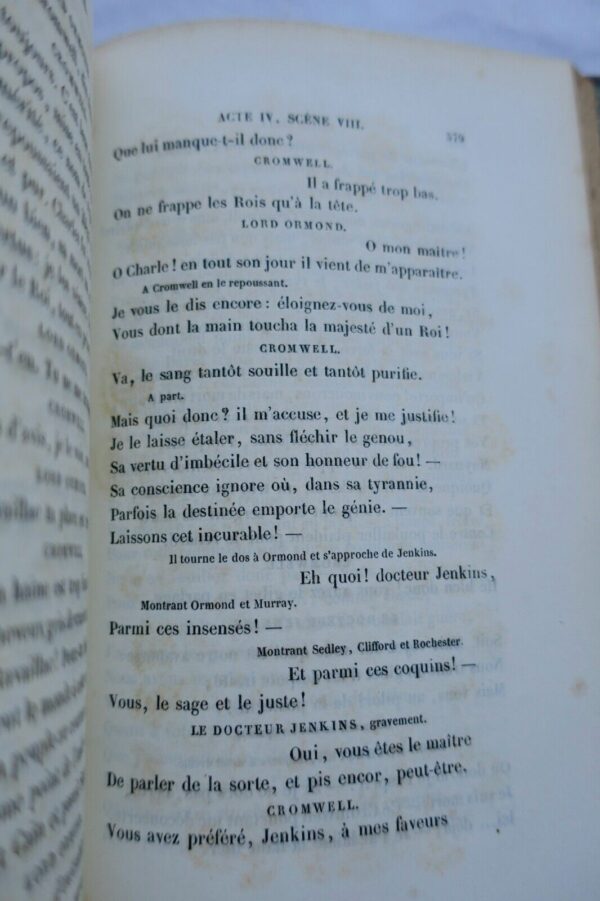 ACTE IV, SCÈNE VIII. 379
Que lui manque-t-il donc ?
CROMWELL.
Il a frappé trop bas.
On ne frappe les Rois qu'à la tête.
LORD ORMOND.
O mon maître !
O Charle ! en tout son jour il vient de m'apparaître.
A Cromwell en le repoussant.
Je vous le dis encore : éloignez-vous de moi,
Vous dont la main toucha la majesté d'un Roi !
CROMWELL.
Va, le sang tantôt souille et tantôt purifie.
A part.
Mais quoi donc ? il m'accuse, et je me justifie !
Je le laisse étaler, sans fléchir le genou,
Sa vertu d'imbécile et son honneur de fou ! —
Sa conscience ignore où, dans sa tyrannie,
Parfois la destinée emporte le génie. —
Laissons cet incurable ! —
Il tourne le dos à Ormond et s'approche de Jenkins.
Eh quoi ! docteur Jenkins,
Montrant Ormond et Murray.
Parmi ces insensés ! —
Montrant Sedley, Clifford et Rochester.
Et parmi ces coquins ! —
Vous, le sage et le juste !
LE DOCTEUR JENKINS, gravement.
Oui, vous êtes le maître
De parler de la sorte, et pis encor, peut-être.
CROMWELL.
Vous avez préféré, Jenkins, à mes faveurs